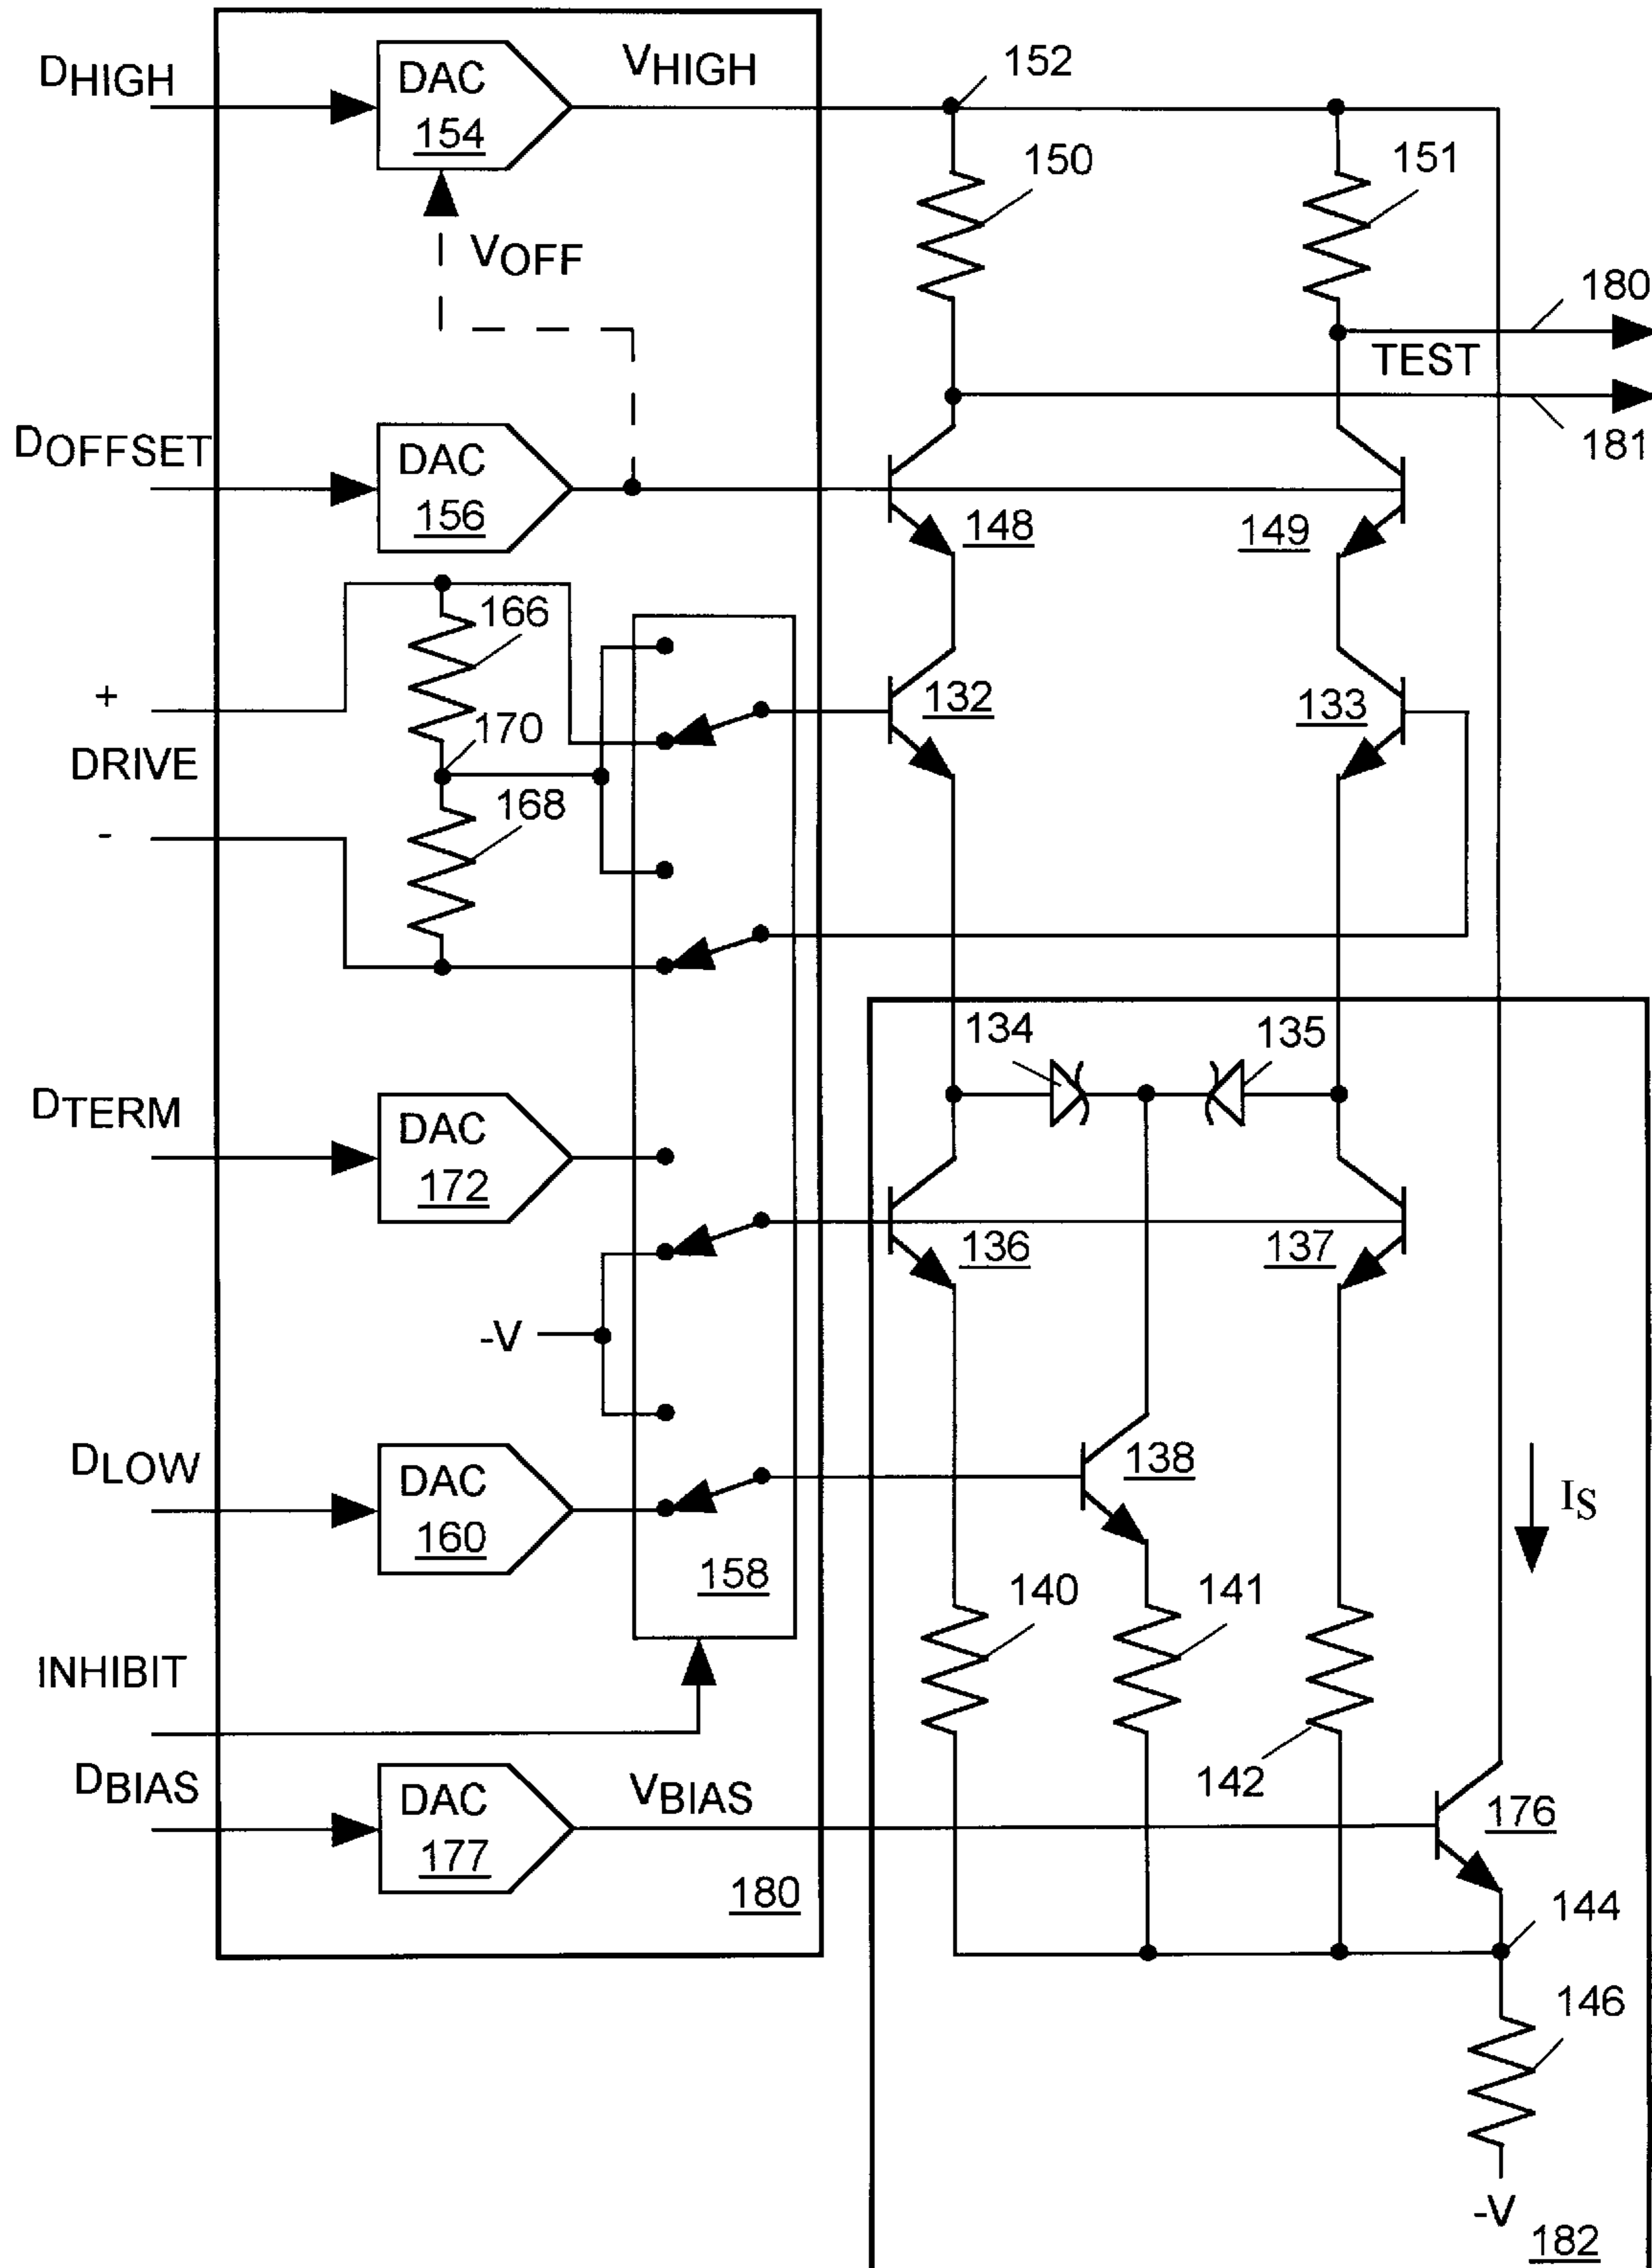 DHIGH
DAC
154
VHIGH
152
150
151
VOFF
180
TEST
181
DOFFSET
DAC
156
148
149
166
+
132
133
170
DRIVE
168
-
134
135
DTERM
DAC
172
136
137
-V
DLOW
DAC
160
138
IS
158
140
141
INHIBIT
142
DBIAS
DAC
177
VBIAS
176
180
144
146
-V
182